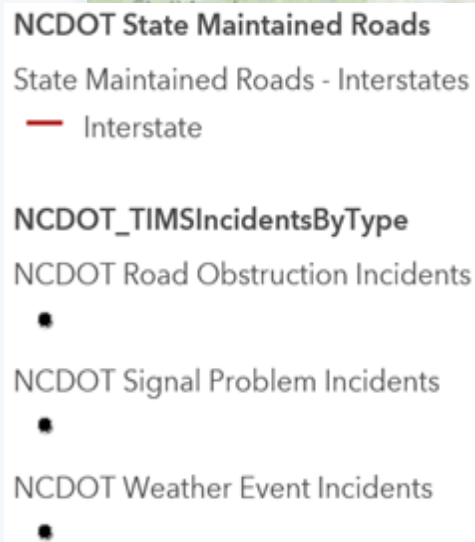 NCDOT State Maintained Roads
State Maintained Roads - Interstates
Interstate
NCDOT_TIMSIncidentsByType
NCDOT Road Obstruction Incidents
NCDOT Signal Problem Incidents
NCDOT Weather Event Incidents